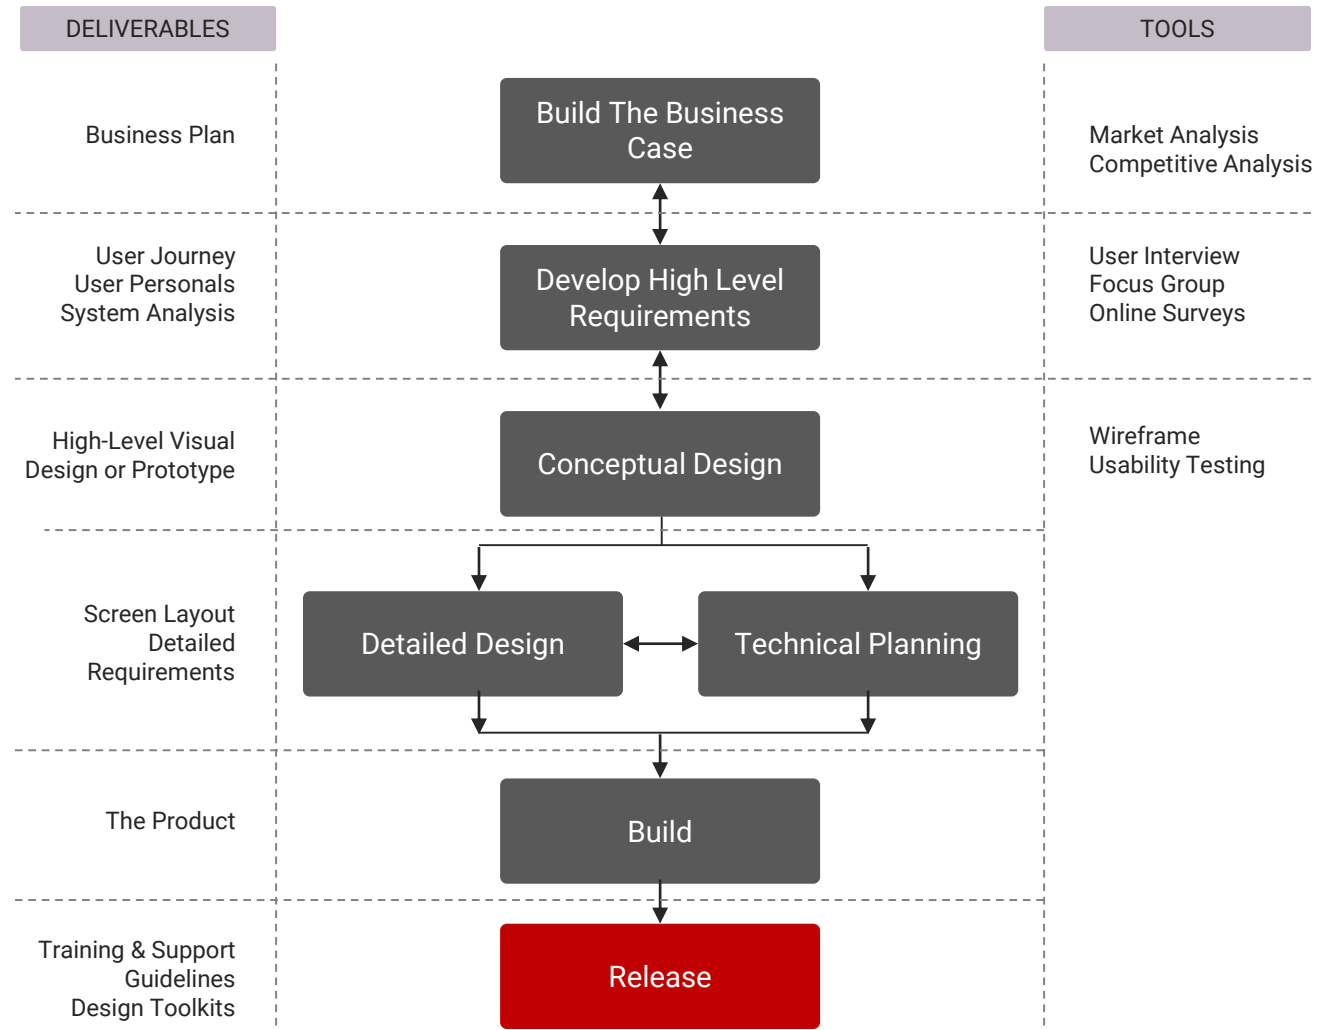 DELIVERABLES
TOOLS
Business Plan
Build The Business
Case
Market Analysis
Competitive Analysis
User Journey
User Personals
System Analysis
Develop High Level
Requirements
User Interview
Focus Group
Online Surveys
High-Level Visual
Design or Prototype
Conceptual Design
Wireframe
Usability Testing
Screen Layout
Detailed
Requirements
Detailed Design
Technical Planning
The Product
Build
Training & Support
Guidelines
Design Toolkits
Release